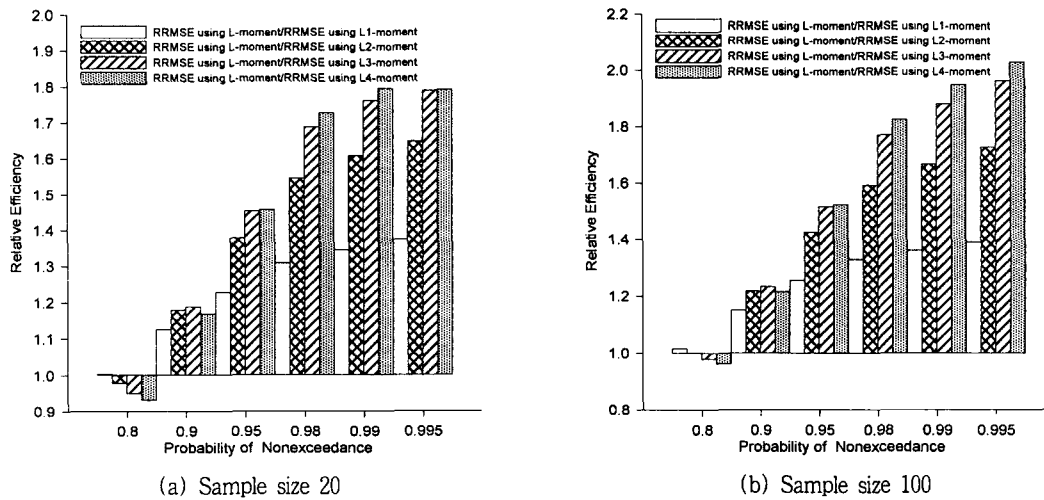 RRMSE using L-moment/RRMSE using L1-moment
RRMSE using L-moment/RRMSE using L2-moment
RRMSE using L-moment/RRMSE using L3-moment
RRMSE using L-moment/RRMSE using L4-moment
2.0
1.9
1.8
1.7
1.6
1.5
1.4
1.3
1.2
1.1
1.0
0.9
Relative Efficiency
0.8 0.9 0.95 0.98 0.99 0.995
Probability of Nonexceedance
(a) Sample size 20
RRMSE using L-moment/RRMSE using L1-moment
RRMSE using L-moment/RRMSE using L2-moment
RRMSE using L-moment/RRMSE using L3-moment
RRMSE using L-moment/RRMSE using L4-moment
2.2
2.0
1.8
1.6
1.4
1.2
1.0
0.8
Relative Efficiency
0.8 0.9 0.95 0.98 0.99 0.995
Probability of Nonexceedance
(b) Sample size 100